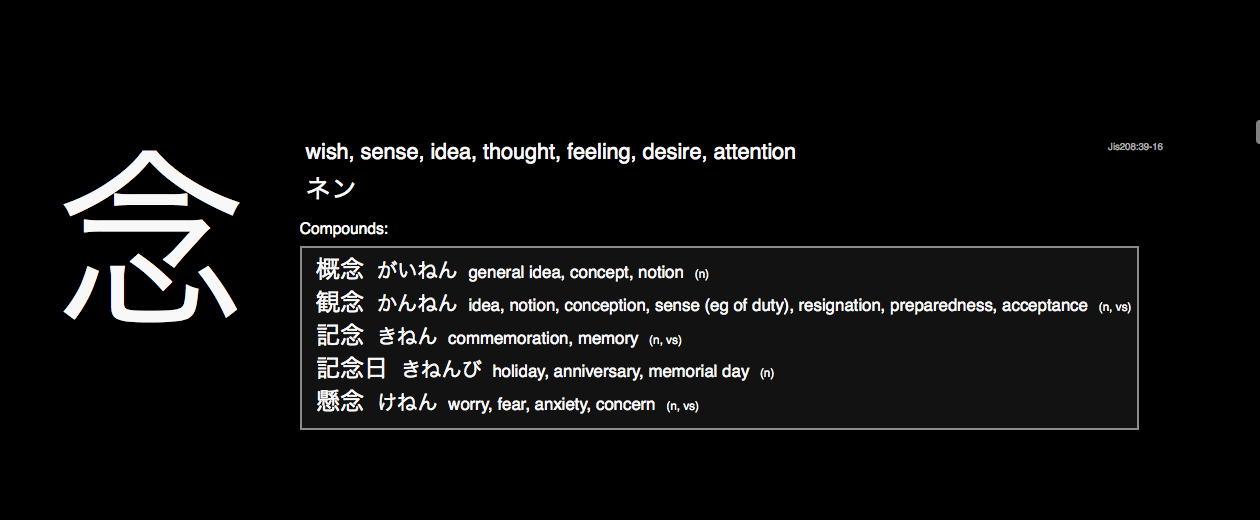 念
wish, sense, idea, thought, feeling, desire, attention
Jis208:39-16
ネン
Compounds:
概念 がいねん general idea, concept, notion (n)
観念 かんねん idea, notion, conception, sense (eg of duty), resignation, preparedness, acceptance (n, vs)
記念 きねん commemoration, memory (n, vs)
記念日 きねんび holiday, anniversary, memorial day (n)
懸念 けねん worry, fear, anxiety, concern (n, vs)